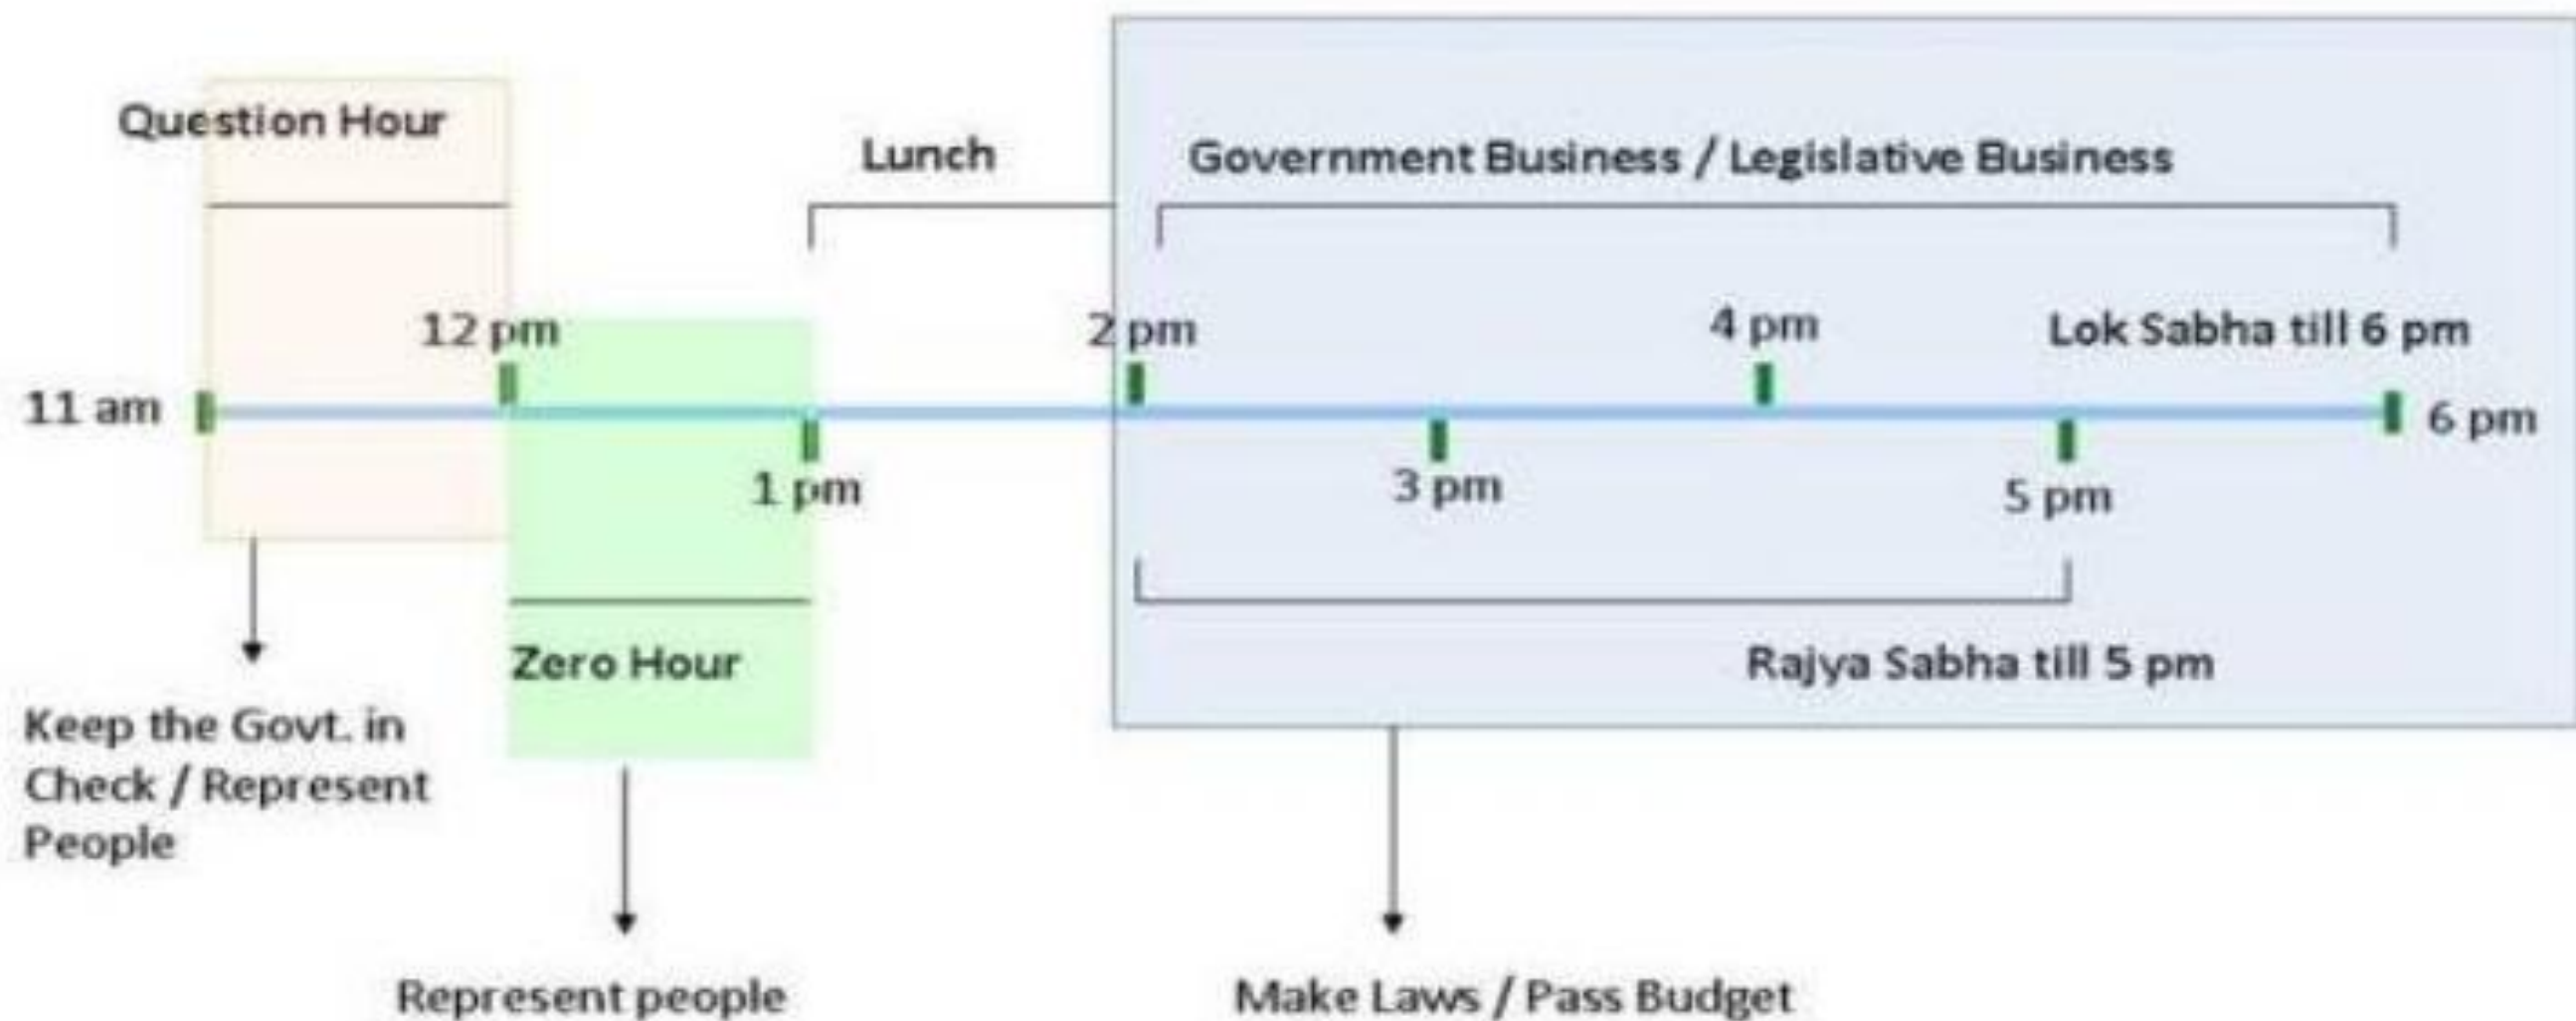 Question Hour
Lunch
Government Business / Legislative Business
12 pm
2 pm
4 pm
Lok Sabha till 6 pm
11 am
6 pm
1 pm
3 pm
5 pm
Zero Hour
Rajya Sabha till 5 pm
Keep the Govt. in
Check / Represent
People
Represent people
Make Laws / Pass Budget